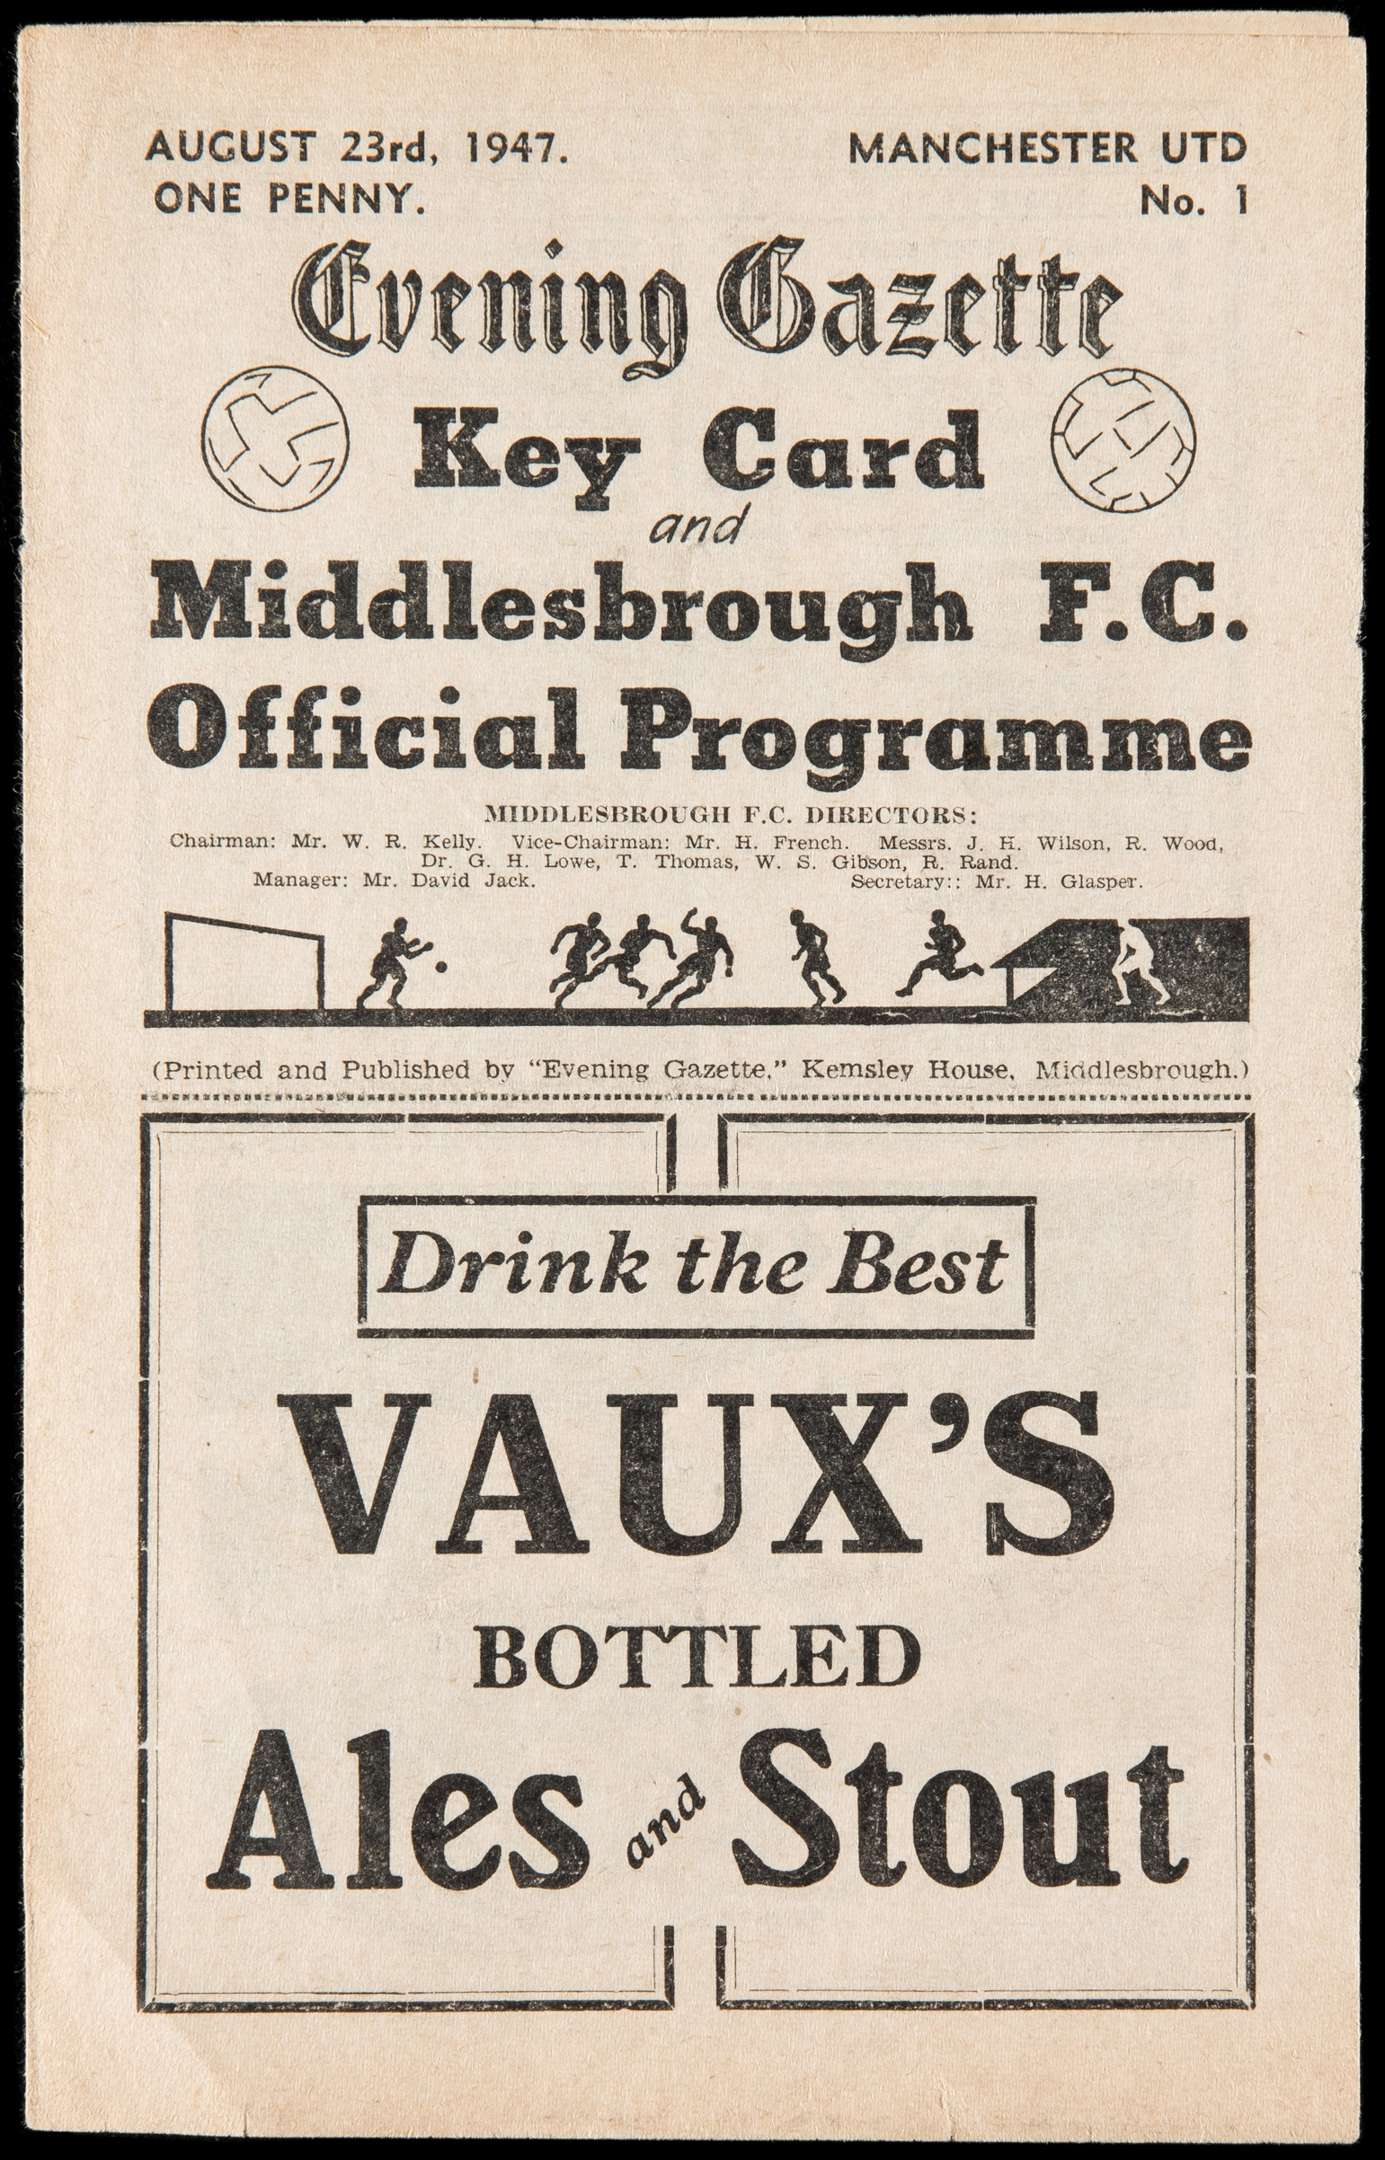 AUGUST 23rd, 1947. MANCHESTER UTD
ONE PENNY. No. 1
Evening Gazette
Key Card
and
Middlesbrough F.C.
Official Programme
MIDDLESBROUGH F.C. DIRECTORS:
Chairman: Mr. W. R. Kelly. Vice-Chairman: Mr. H. French. Messrs. J. H. Wilson, R. Wood,
Dr. G. H. Lowe, T. Thomas, W. S. Gibson, R. Rand.
Manager: Mr. David Jack. Secretary:: Mr. H. Glasper.
(Printed and Published by "Evening Gazette," Kemsley House, Middlesbrough.)
Drink the Best
VAUX'S
BOTTLED
Ales and Stout